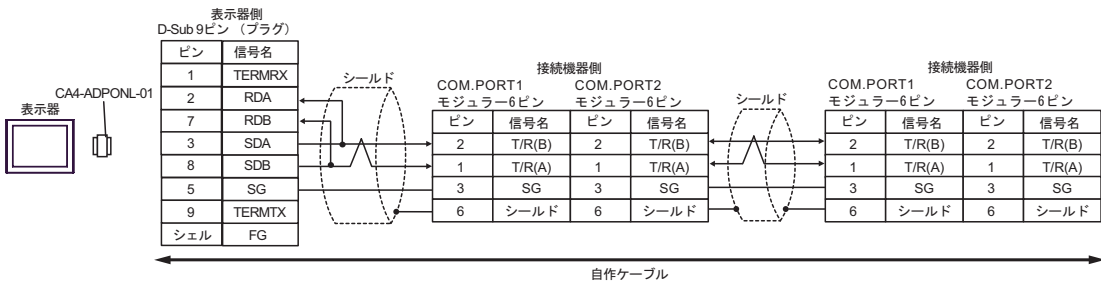 表示器
CA4-ADPONL-01
表示器側
D-Sub 9ピン (プラグ)
ピン 信号名
1 TERMRX
2 RDA
7 RDB
3 SDA
8 SDB
5 SG
9 TERMTX
シェル FG
シールド
接続機器側
COM.PORT1 COM.PORT2
モジュラー6ピン モジュラー6ピン
ピン 信号名 ピン 信号名
2 T/R(B) 2 T/R(B)
1 T/R(A) 1 T/R(A)
3 SG 3 SG
6 シールド 6 シールド
シールド
接続機器側
COM.PORT1 COM.PORT2
モジュラー6ピン モジュラー6ピン
ピン 信号名 ピン 信号名
2 T/R(B) 2 T/R(B)
1 T/R(A) 1 T/R(A)
3 SG 3 SG
6 シールド 6 シールド
自作ケーブル